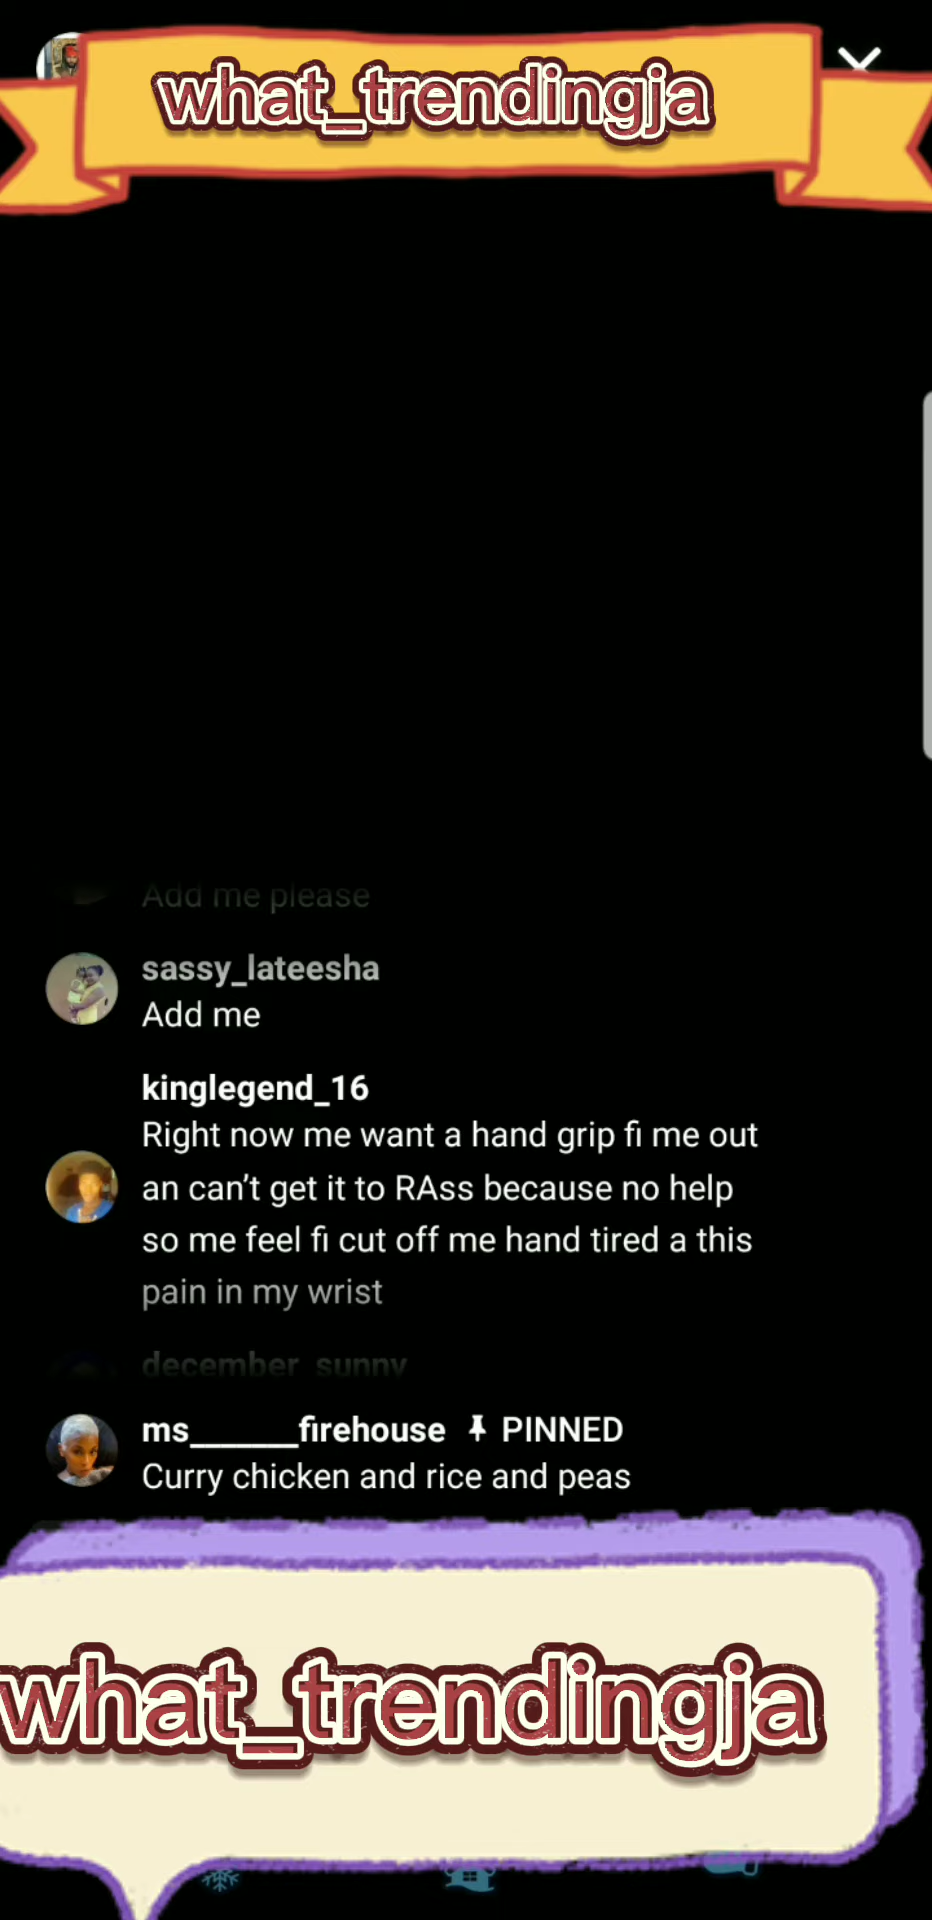 what_trendingja
Add me please
sassy_lateesha
Add me
kinglegend_16
Right now me want a hand grip fi me out
an can't get it to RAss because no help
so me feel fi cut off me hand tired a this
pain in my wrist
december_sunny
ms______firehouse PINNED
Curry chicken and rice and peas
what_trendingja